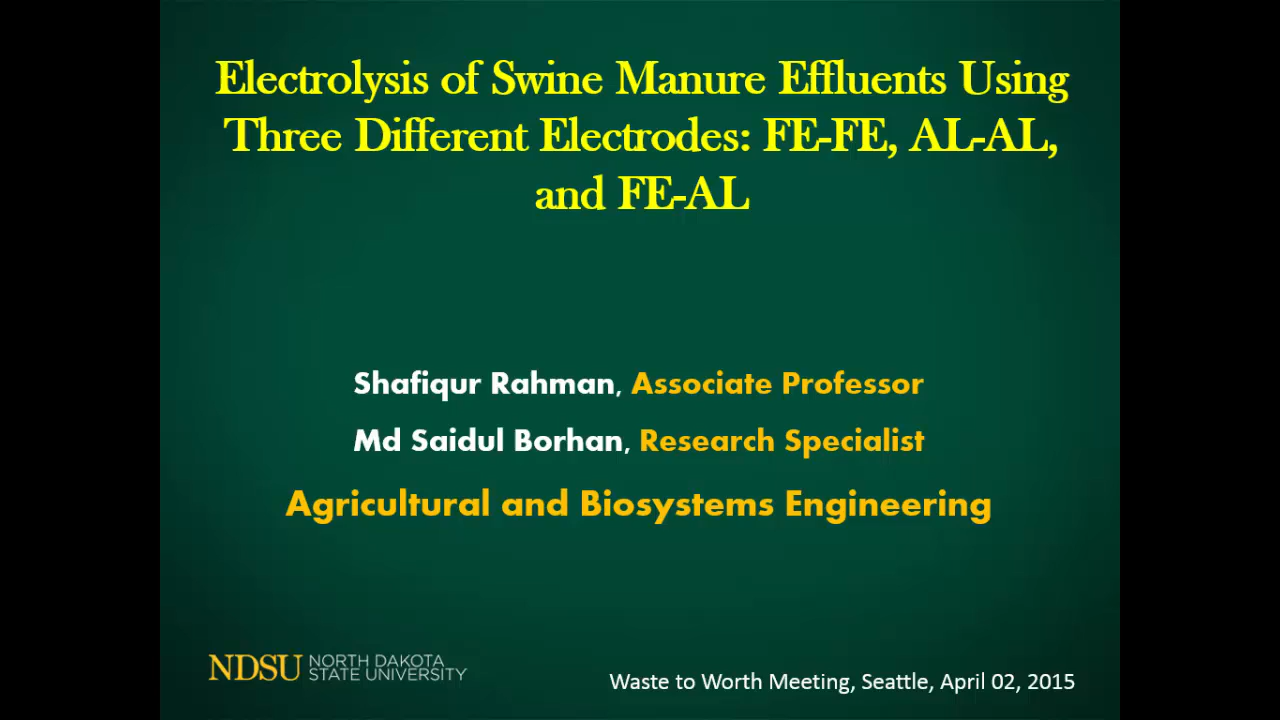 Electrolysis of Swine Manure Effluents Using
Three Different Electrodes: FE-FE, AL-AL,
and FE-AL
Shafiqur Rahman, Associate Professor
Md Saidul Borhan, Research Specialist
Agricultural and Biosystems Engineering
NDSU NORTH DAKOTA
STATE UNIVERSITY
Waste to Worth Meeting, Seattle, April 02, 2015